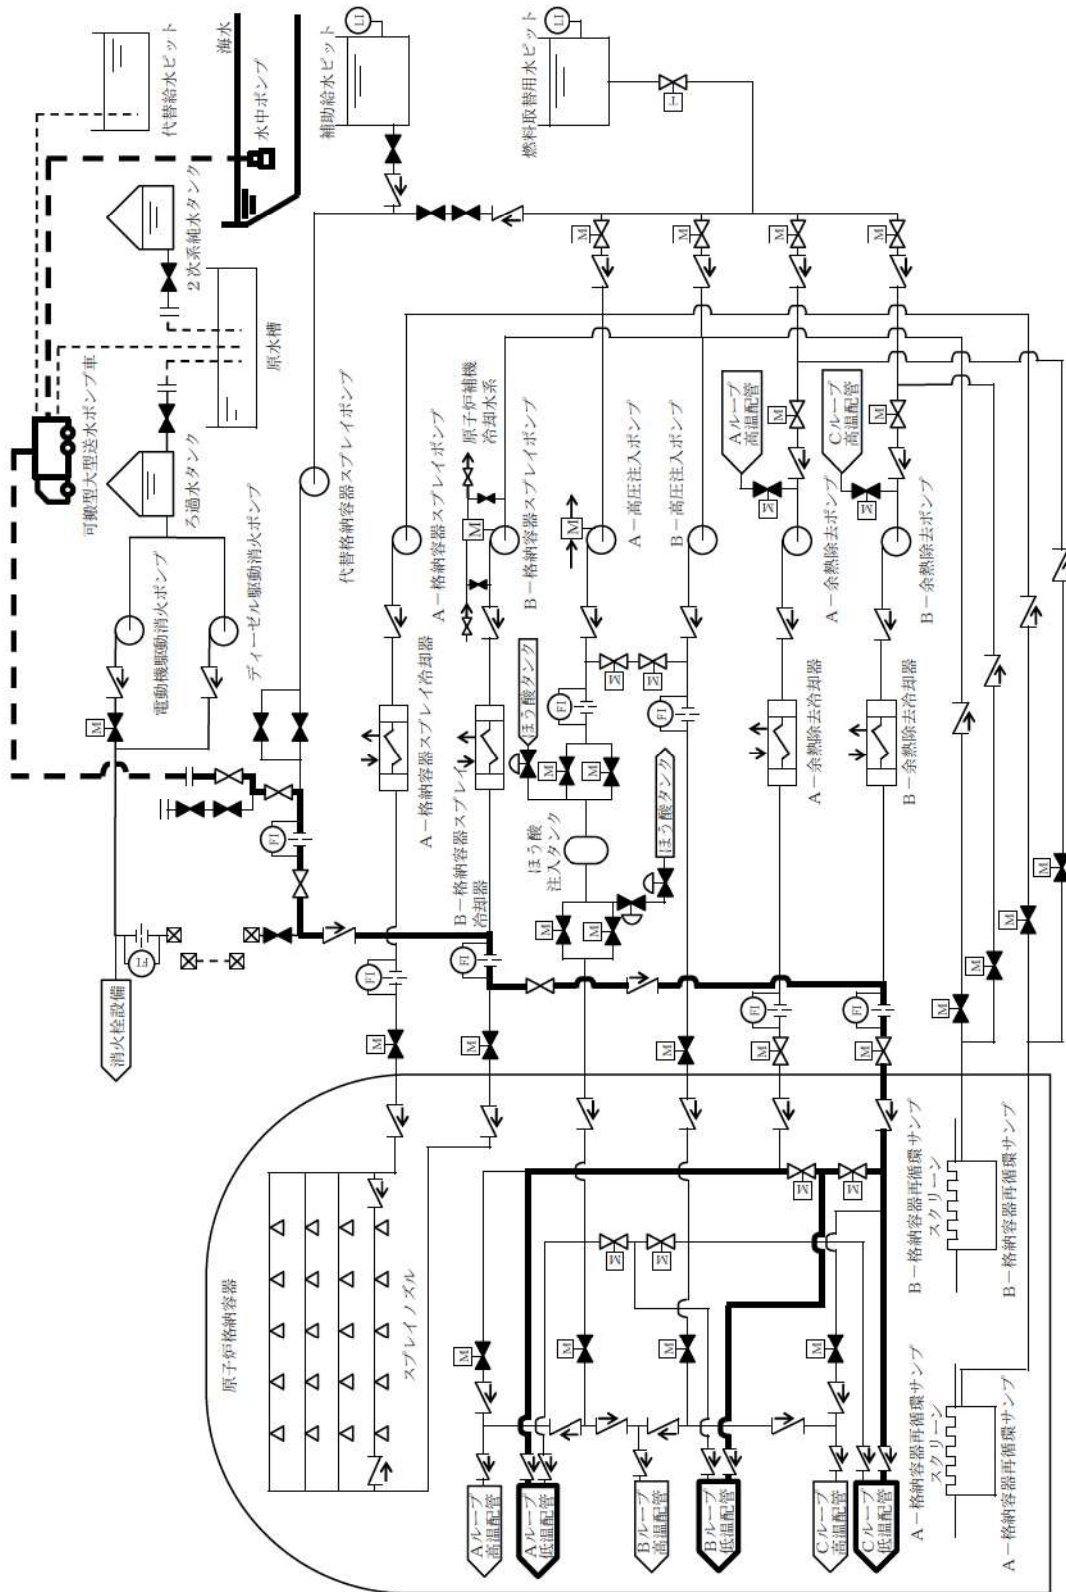 代替給水ピット
海水
水中ポンプ
補助給水ピット
LI
燃料取替用水ピット
LI
T
2次系純水タンク
原水槽
可搬型大型送水ポンプ車
ろ過水タンク
電動機駆動消火ポンプ
ディーゼル駆動消火ポンプ
代替格納容器スプレイポンプ
A-格納容器スプレイポンプ
原子炉補機
冷却水系
B-格納容器スプレイポンプ
A-高圧注入ポンプ
B-高圧注入ポンプ
Aループ
高温配管
Cループ
高温配管
A-余熱除去ポンプ
B-余熱除去ポンプ
M
M
M
M
M
M
M
M
M
M
M
A-格納容器スプレイ冷却器
B-格納容器スプレイ
冷却器
ほう酸タンク
ほう酸
注入タンク
ほう酸タンク
A-余熱除去冷却器
B-余熱除去冷却器
FI
FI
FI
M
M
M
M
M
M
FI
消火栓設備
FI
FI
FI
FI
M
M
M
M
M
M
M
M
M
原子炉格納容器
スプレイノズル
M
M
M
M
M
M
M
M
Aループ
高温配管
Aループ
低温配管
Bループ
高温配管
Bループ
低温配管
Cループ
高温配管
Cループ
低温配管
B-格納容器再循環サンプ
スクリーン
B-格納容器再循環サンプ
A-格納容器再循環サンプ
スクリーン
A-格納容器再循環サンプ